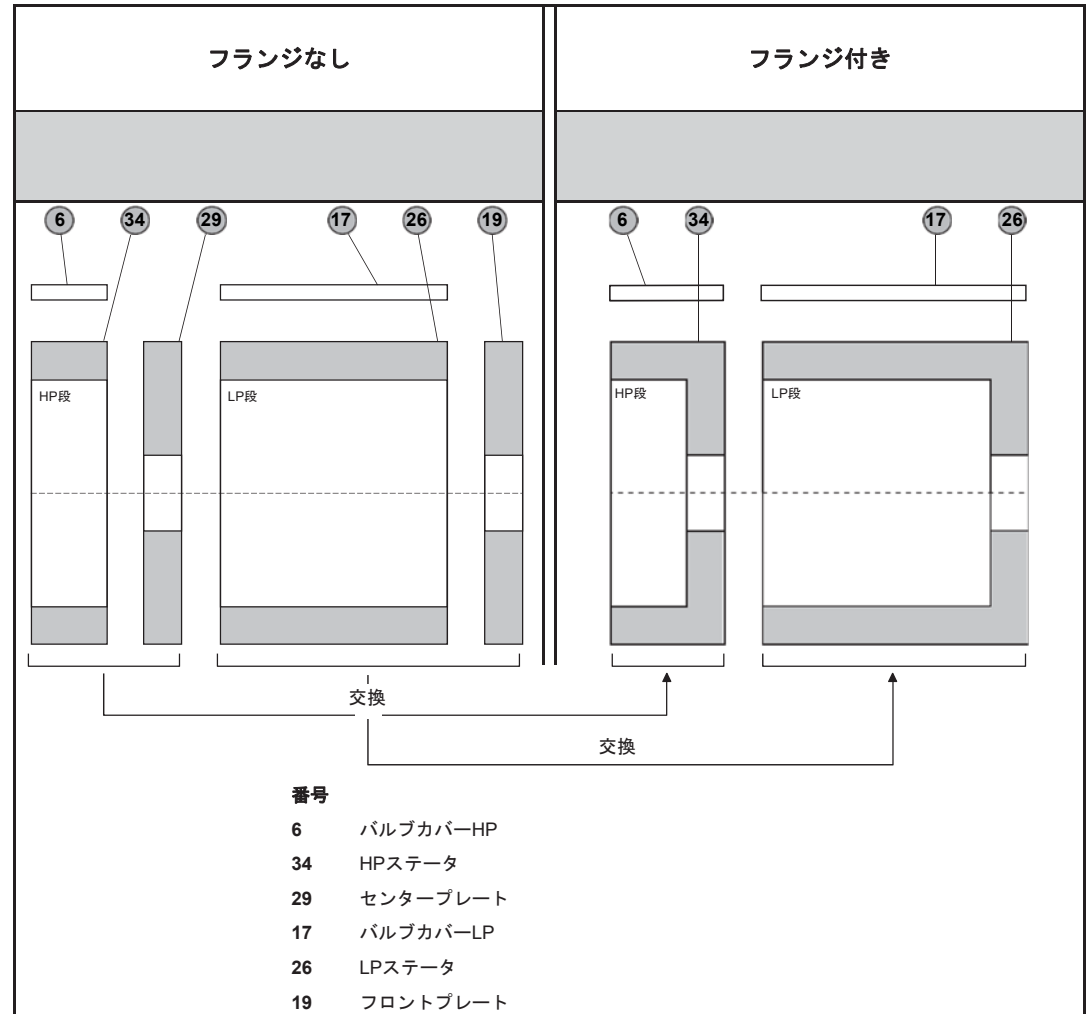 フランジなし
フランジ付き
6 34 29 17 26 19
6 34 17 26
HP段 LP段
HP段 LP段
交換
交換
番号
6 バルブカバーHP
34 HPステータ
29 センタープレート
17 バルブカバーLP
26 LPステータ
19 フロントプレート